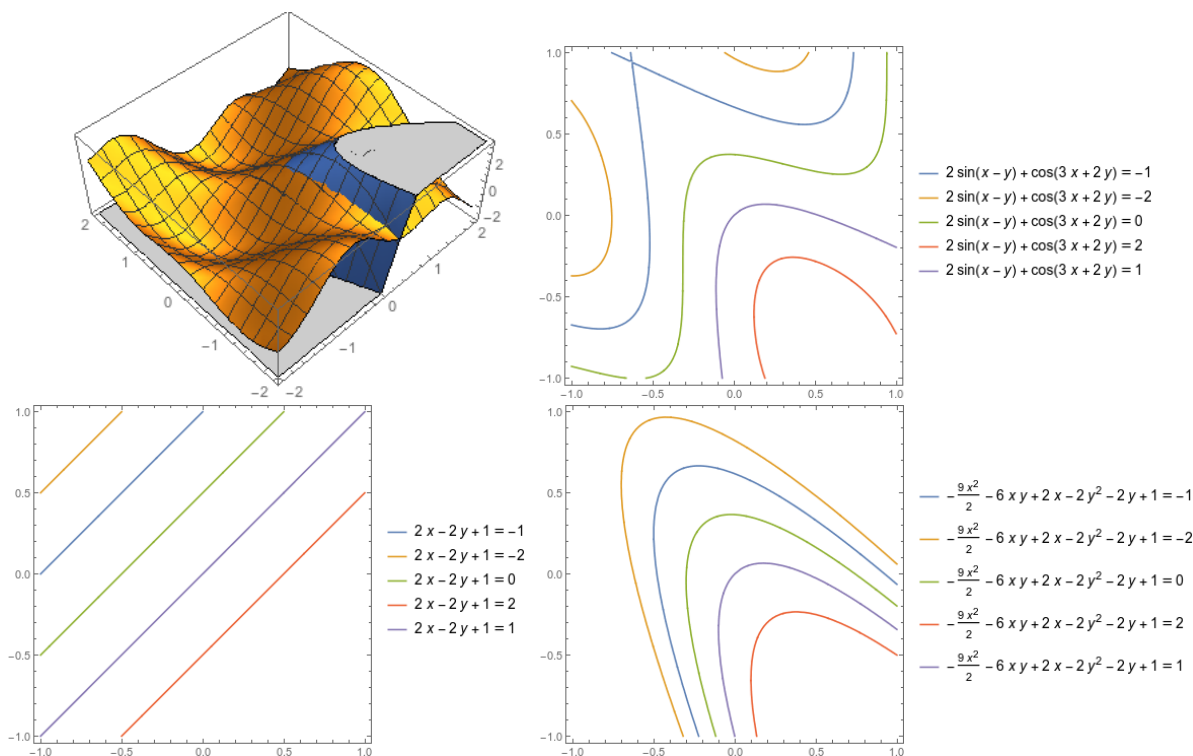 2
1
0
−1
−2
−2
−1
0
1
2
2
0
−2
1.0
0.5
0.0
−0.5
−1.0
−1.0 −0.5 0.0 0.5 1.0
2 sin(x − y) + cos(3 x + 2 y) = −1
2 sin(x − y) + cos(3 x + 2 y) = −2
2 sin(x − y) + cos(3 x + 2 y) = 0
2 sin(x − y) + cos(3 x + 2 y) = 2
2 sin(x − y) + cos(3 x + 2 y) = 1
1.0
0.5
0.0
−0.5
−1.0
−1.0 −0.5 0.0 0.5 1.0
2 x − 2 y + 1 = −1
2 x − 2 y + 1 = −2
2 x − 2 y + 1 = 0
2 x − 2 y + 1 = 2
2 x − 2 y + 1 = 1
1.0
0.5
0.0
−0.5
−1.0
−1.0 −0.5 0.0 0.5 1.0
− 9 x²/2 − 6 x y + 2 x − 2 y² − 2 y + 1 = −1
− 9 x²/2 − 6 x y + 2 x − 2 y² − 2 y + 1 = −2
− 9 x²/2 − 6 x y + 2 x − 2 y² − 2 y + 1 = 0
− 9 x²/2 − 6 x y + 2 x − 2 y² − 2 y + 1 = 2
− 9 x²/2 − 6 x y + 2 x − 2 y² − 2 y + 1 = 1